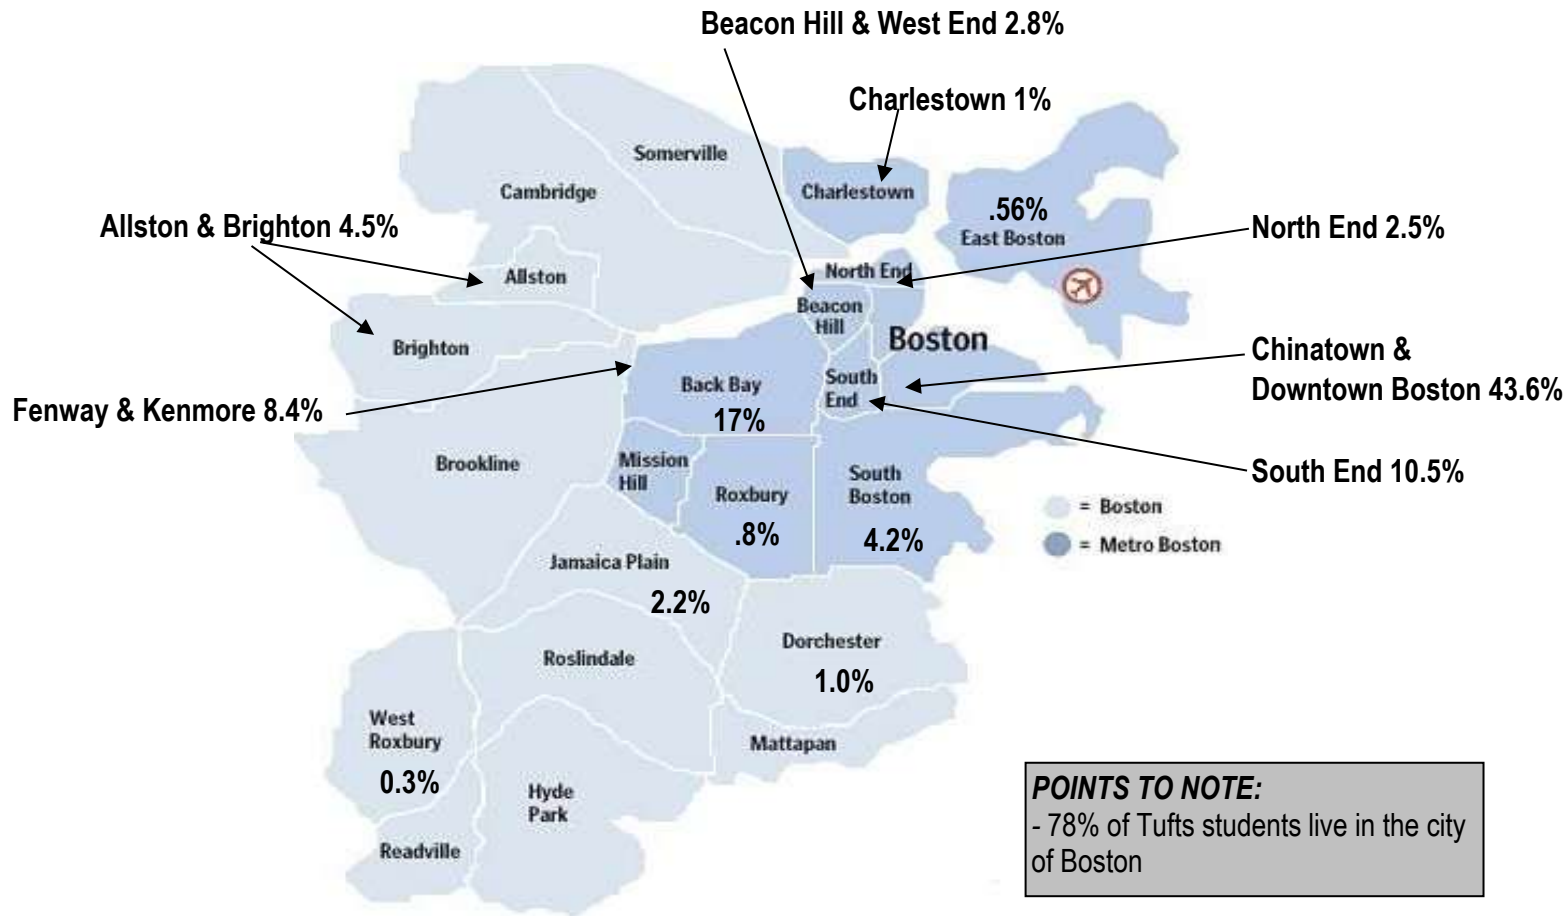 Beacon Hill & West End 2.8%
Charlestown 1%
Somerville
Cambridge
Charlestown
.56%
East Boston
Allston & Brighton 4.5%
North End 2.5%
Allston
North End
Beacon
Hill
Boston
Brighton
Chinatown &
Downtown Boston 43.6%
Back Bay
17%
South
End
Fenway & Kenmore 8.4%
Brookline
Mission
Hill
Roxbury
.8%
South
Boston
4.2%
South End 10.5%
= Boston
= Metro Boston
Jamaica Plain
2.2%
Dorchester
1.0%
Roslindale
West
Roxbury
0.3%
Mattapan
Hyde
Park
Readville
POINTS TO NOTE:
- 78% of Tufts students live in the city
of Boston